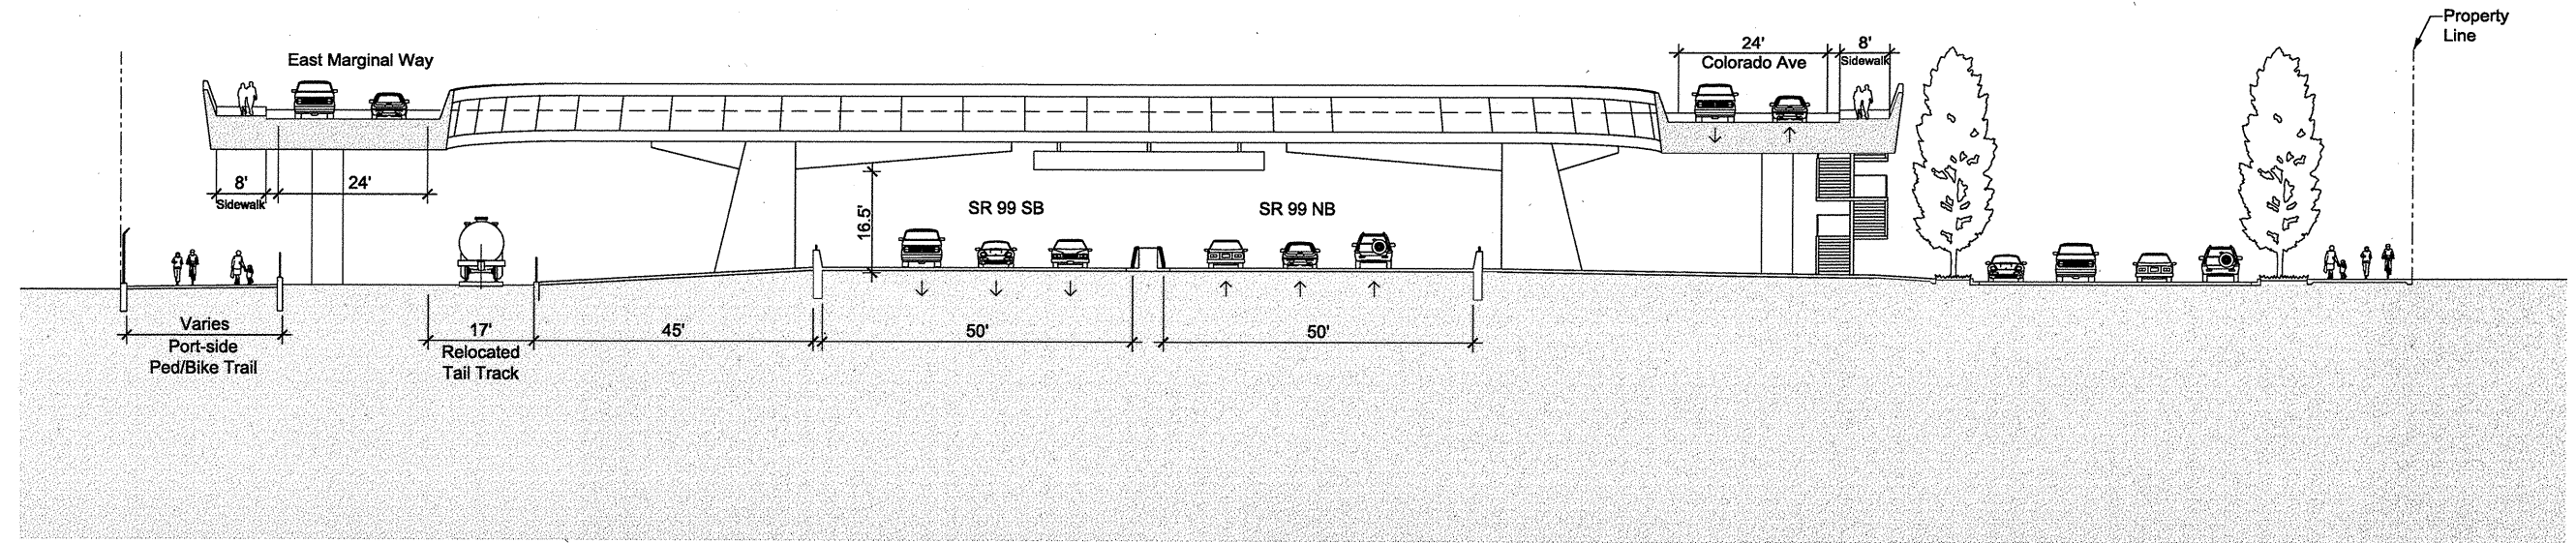 Property
Line
East Marginal Way
24'
8'
Colorado Ave
Sidewalk
8'
24'
Sidewalk
16.5'
SR 99 SB
SR 99 NB
Varies
Port-side
Ped/Bike Trail
17'
Relocated
Tail Track
45'
50'
50'